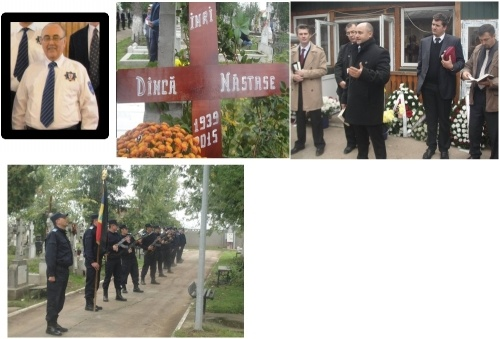 INRI
DINCĂ NĂSTASE
1939
2015